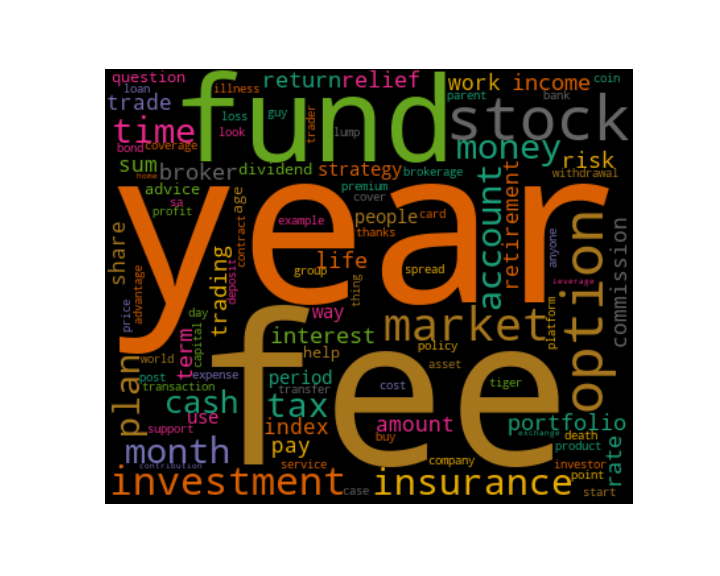 question
fund
return
relief
work
income
coin
loan
illness
parent
bank
trade
stock
loss
guy
trader
time
look
lump
money
bond
coverage
sum
broker
dividend
strategy
brokerage
risk
withdrawal
home
advice
sa
age
premium
cover
account
retirement
year
profit
contract
example
people
card
thanks
option
share
trading
deposit
life
group
spread
anyone
commission
leverage
advantage
thing
price
day
capital
way
market
platform
fee
term
interest
help
policy
world
plan
post
expense
period
transfer
asset
cost
tiger
transaction
cash
use
tax
amount
portfolio
support
index
buy
exchange
death
month
pay
product
rate
contribution
service
company
investor
investment
insurance
point
case
start